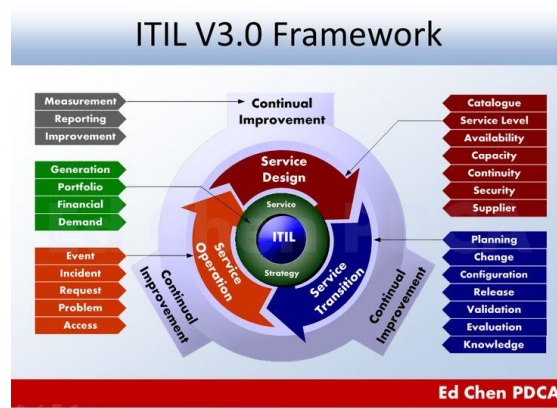 ITIL V3.0 Framework
Measurement
Reporting
Improvement
Continual
Improvement
Catalogue
Service Level
Availability
Capacity
Continuity
Security
Supplier
Generation
Portfolio
Financial
Demand
Service
Design
Service
ITIL
Strategy
Event
Incident
Request
Problem
Access
Service
Operation
Service
Transition
Planning
Change
Configuration
Release
Validation
Evaluation
Knowledge
Continual
Improvement
Continual
Improvement
Ed Chen PDCA